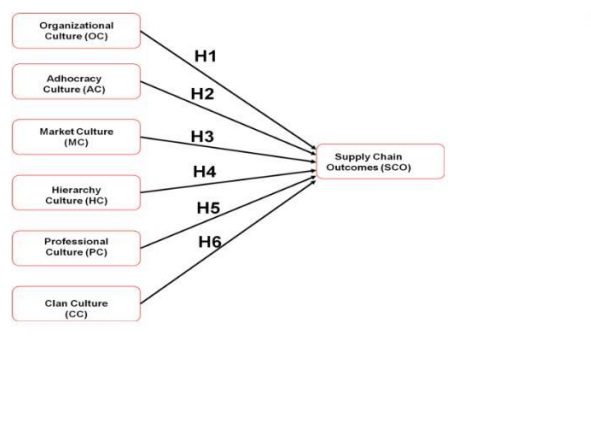 Organizational
Culture (OC)
H1
Adhocracy
Culture (AC)
H2
Market Culture
(MC)
H3
Supply Chain
Outcomes (SCO)
H4
Hierarchy
Culture (HC)
H5
Professional
Culture (PC)
H6
Clan Culture
(CC)